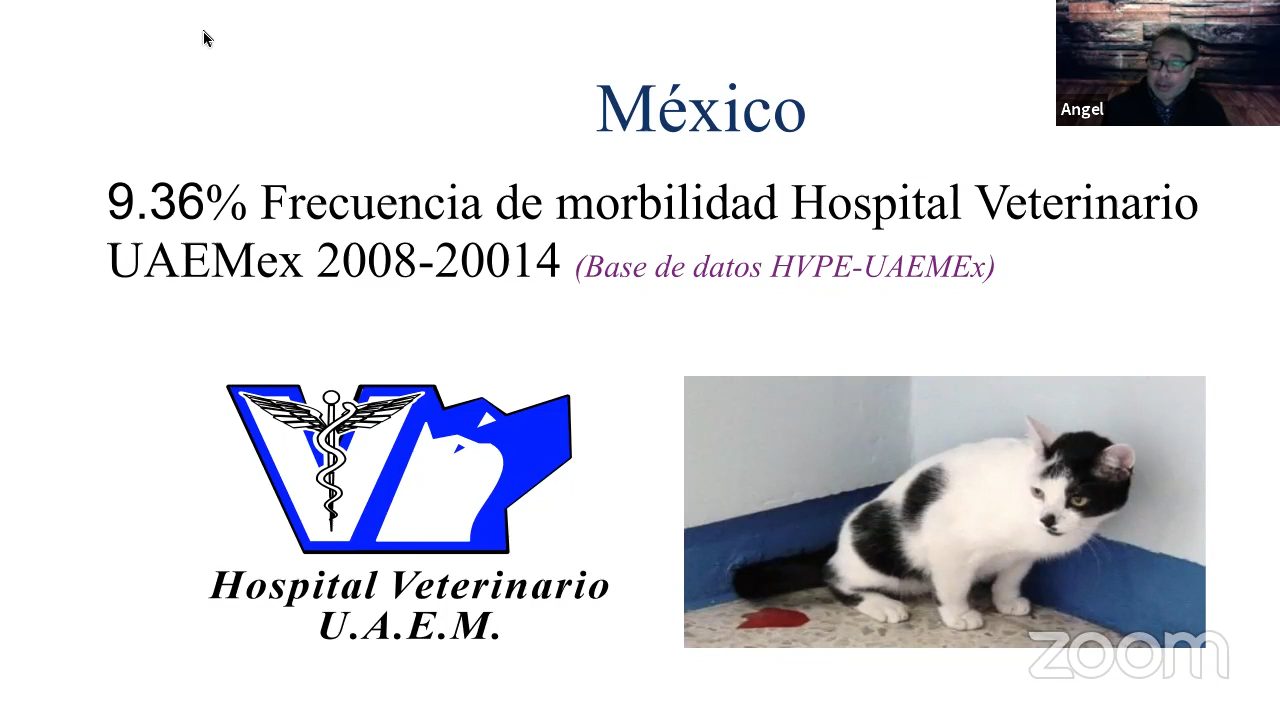 México
Angel
9.36% Frecuencia de morbilidad Hospital Veterinario
UAEMex 2008-20014 (Base de datos HVPE-UAEMEx)
Hospital Veterinario
U.A.E.M.
zoom